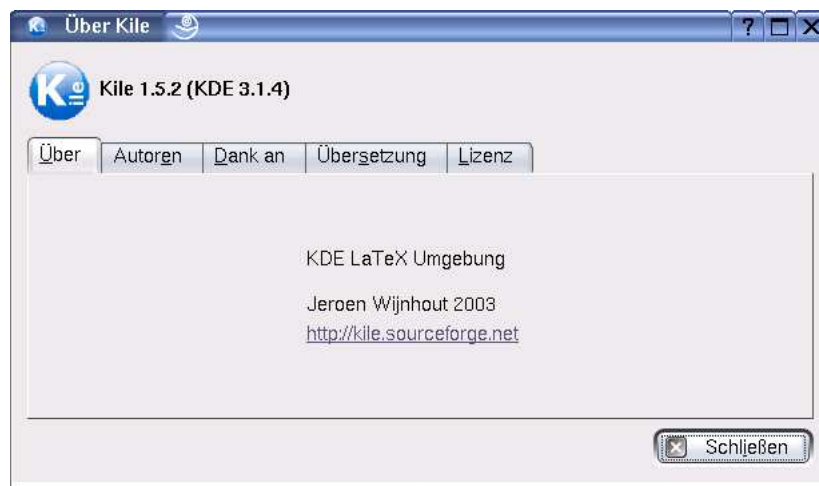 Über Kile
Kile 1.5.2 (KDE 3.1.4)
Über Autoren Dank an Übersetzung Lizenz
KDE LaTeX Umgebung
Jeroen Wijnhout 2003
http://kile.sourceforge.net
Schließen